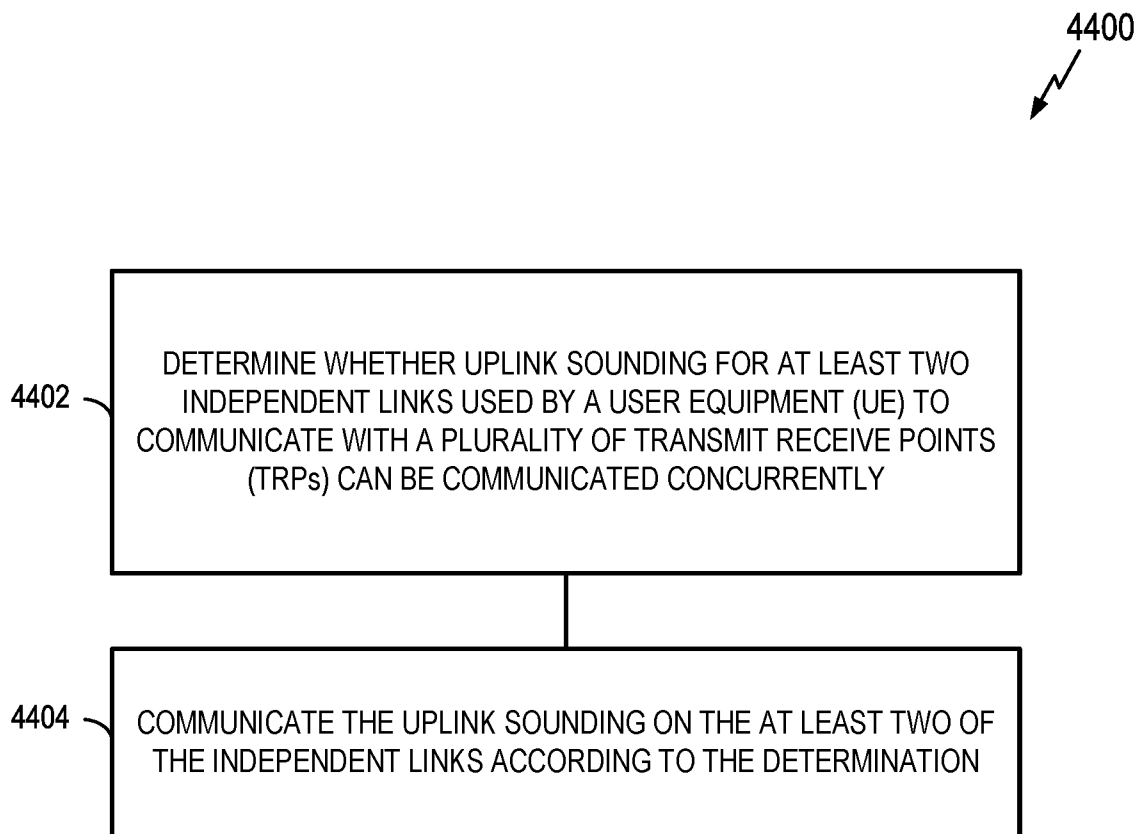 4400
4402
DETERMINE WHETHER UPLINK SOUNDING FOR AT LEAST TWO
INDEPENDENT LINKS USED BY A USER EQUIPMENT (UE) TO
COMMUNICATE WITH A PLURALITY OF TRANSMIT RECEIVE POINTS
(TRPs) CAN BE COMMUNICATED CONCURRENTLY
4404
COMMUNICATE THE UPLINK SOUNDING ON THE AT LEAST TWO OF
THE INDEPENDENT LINKS ACCORDING TO THE DETERMINATION